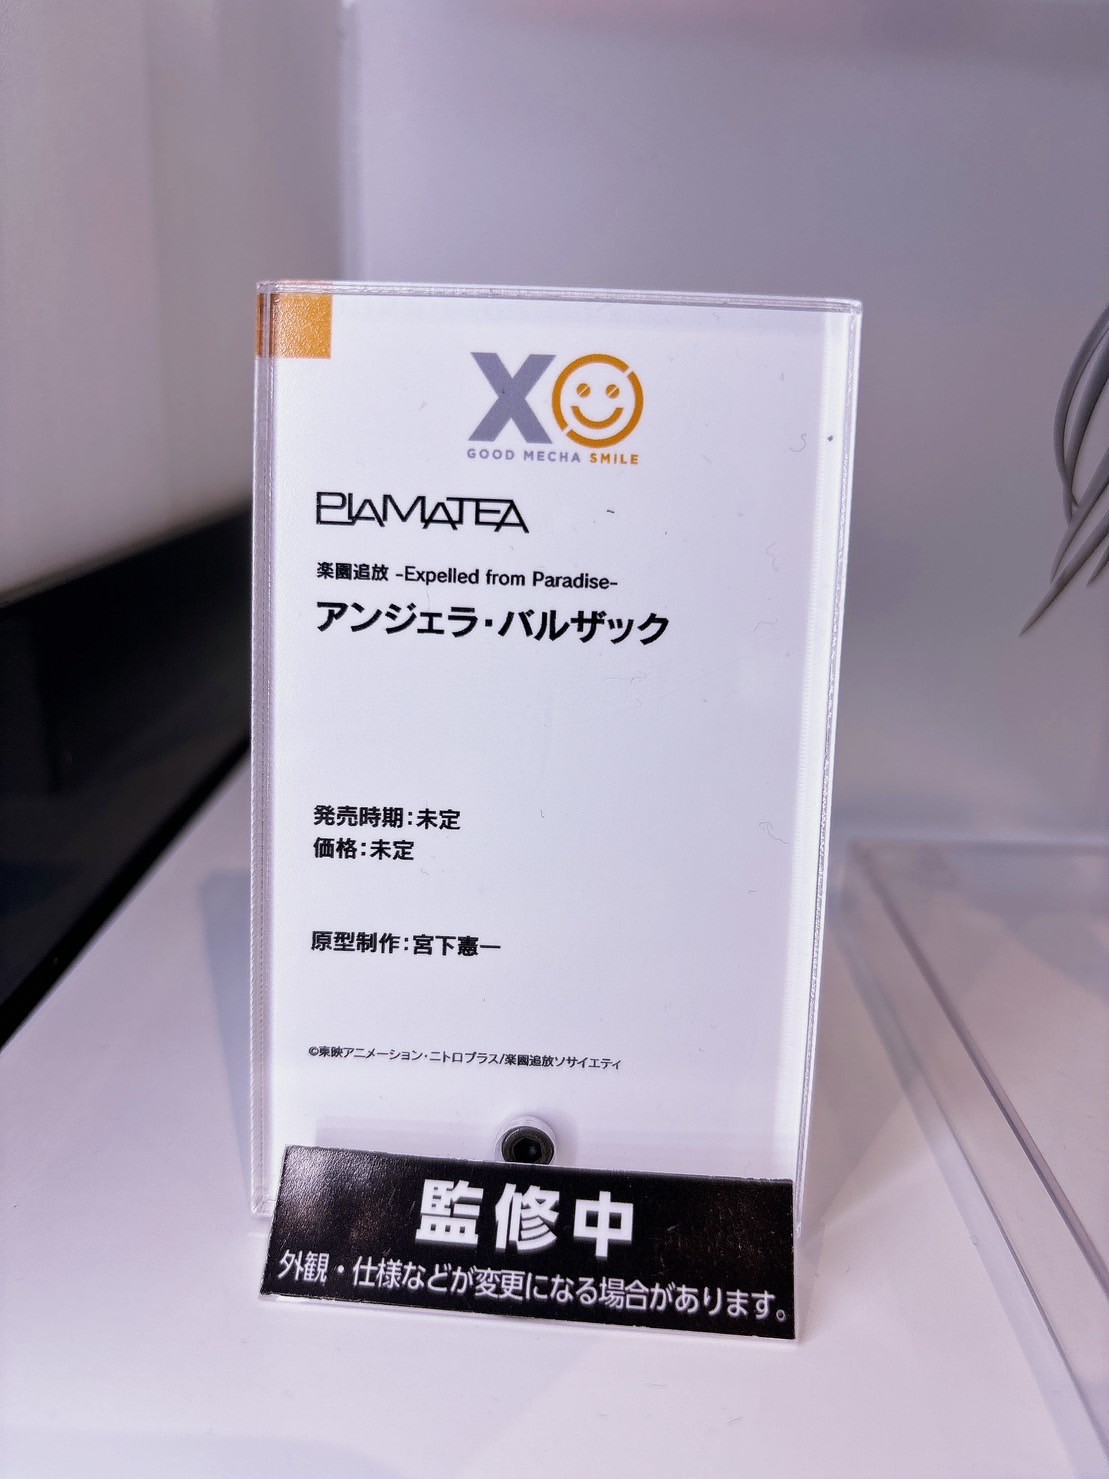 XO
GOOD MECHA SMILE
PLAMATEA
楽園追放 -Expelled from Paradise-
アンジェラ・バルザック
発売時期：未定
価格：未定
原型制作：宮下憲一
©東映アニメーション・ニトロプラス/楽園追放ソサイエティ
監修中
外観・仕様などが変更になる場合があります。